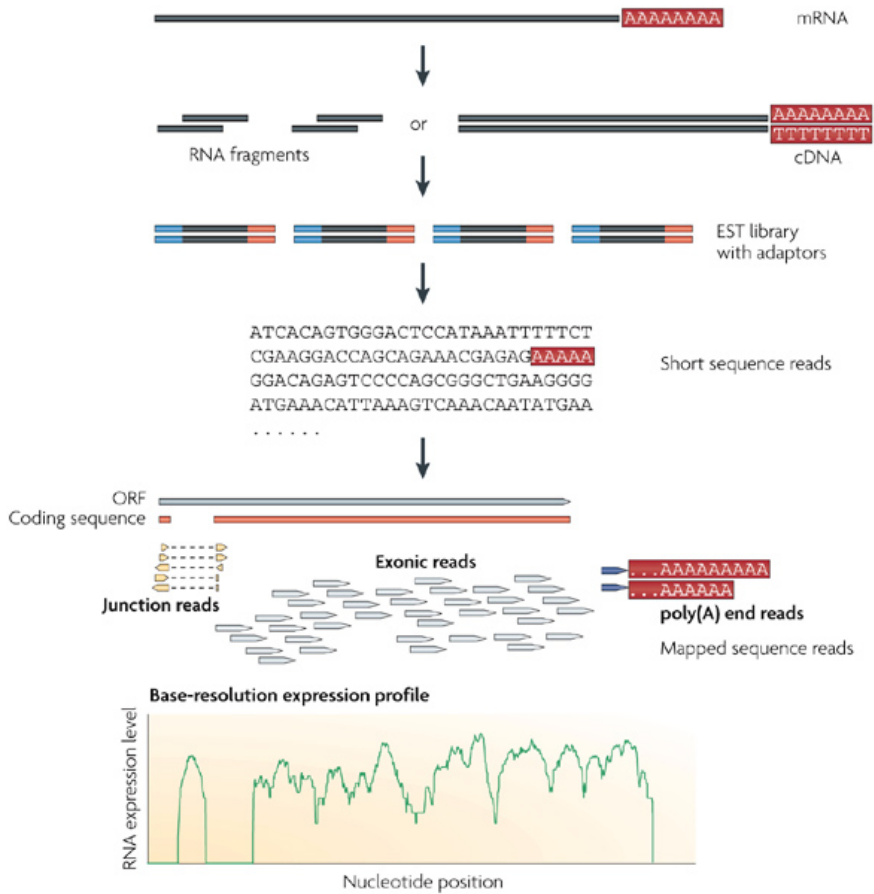 AAAAAAAA mRNA
or
AAAAAAAA
TTTTTTTT
RNA fragments
cDNA
EST library
with adaptors
ATCACAGTGGGACTCCATAAATTTTTCT
CGAAGGACCAGCAGAAACGAGAGAAAAA
GGACAGAGTCCCCAGCGGGCTGAAGGGG
ATGAAACATTAAAGTCAAACAATATGAA
......
Short sequence reads
ORF
Coding sequence
Junction reads
Exonic reads
...AAAAAAAAA
...AAAAAA
poly(A) end reads
Mapped sequence reads
Base-resolution expression profile
RNA expression level
Nucleotide position